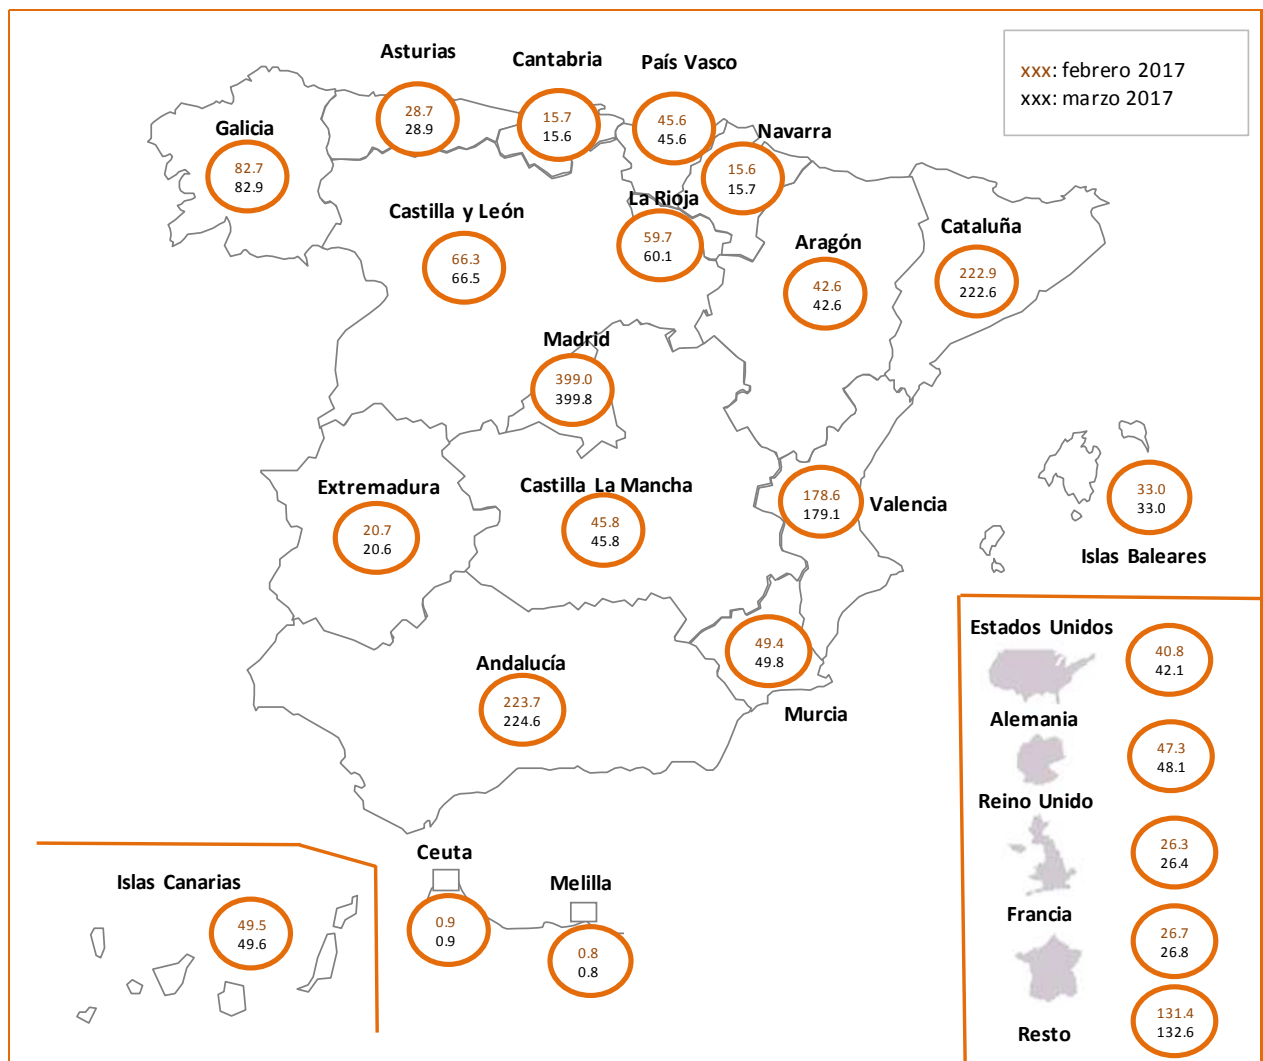 xxx: febrero 2017
xxx: marzo 2017
Asturias
28.7
28.9
Cantabria
15.7
15.6
País Vasco
45.6
45.6
Navarra
15.6
15.7
Galicia
82.7
82.9
Castilla y León
66.3
66.5
La Rioja
59.7
60.1
Aragón
42.6
42.6
Cataluña
222.9
222.6
Madrid
399.0
399.8
Extremadura
20.7
20.6
Castilla La Mancha
45.8
45.8
178.6
179.1
Valencia
33.0
33.0
Islas Baleares
49.4
49.8
Murcia
Andalucía
223.7
224.6
Estados Unidos
40.8
42.1
Alemania
47.3
48.1
Reino Unido
26.3
26.4
Francia
26.7
26.8
Resto
131.4
132.6
Islas Canarias
49.5
49.6
Ceuta
0.9
0.9
Melilla
0.8
0.8